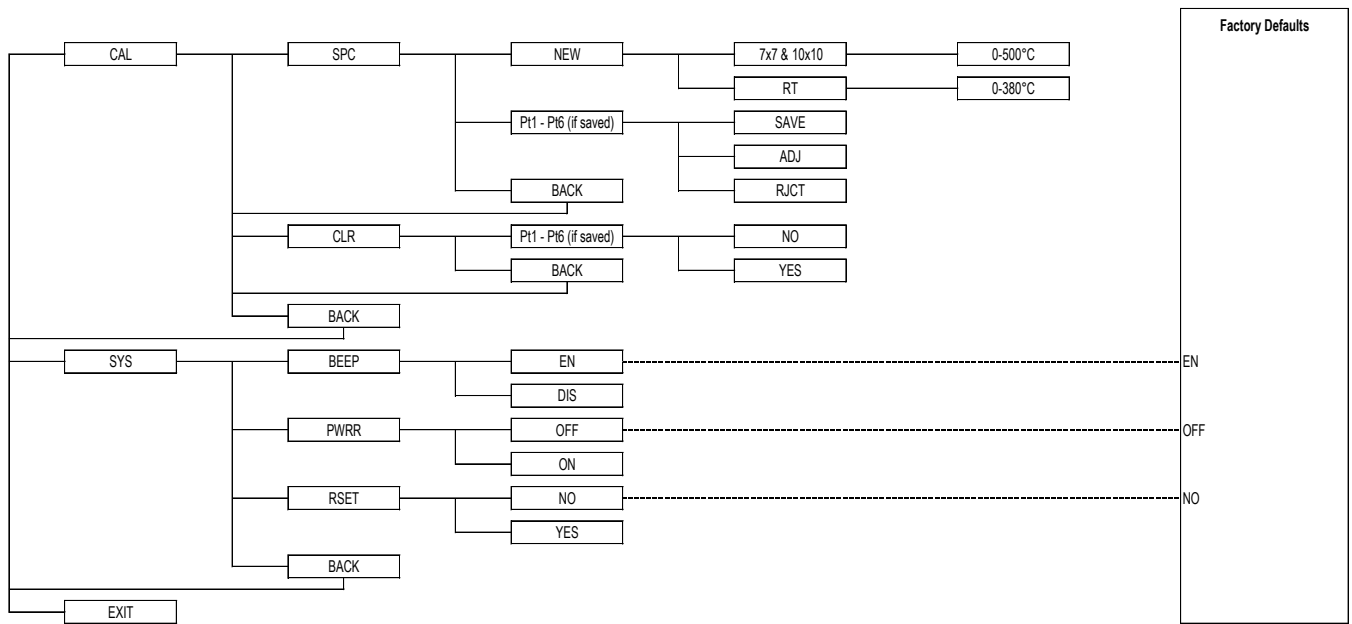 Factory Defaults
CAL SPC NEW 7x7 & 10x10 0-500°C
RT 0-380°C
Pt1 - Pt6 (if saved) SAVE
ADJ
BACK RJCT
CLR Pt1 - Pt6 (if saved) NO
BACK YES
BACK
SYS BEEP EN EN
DIS
PWRR OFF OFF
ON
RSET NO NO
YES
BACK
EXIT